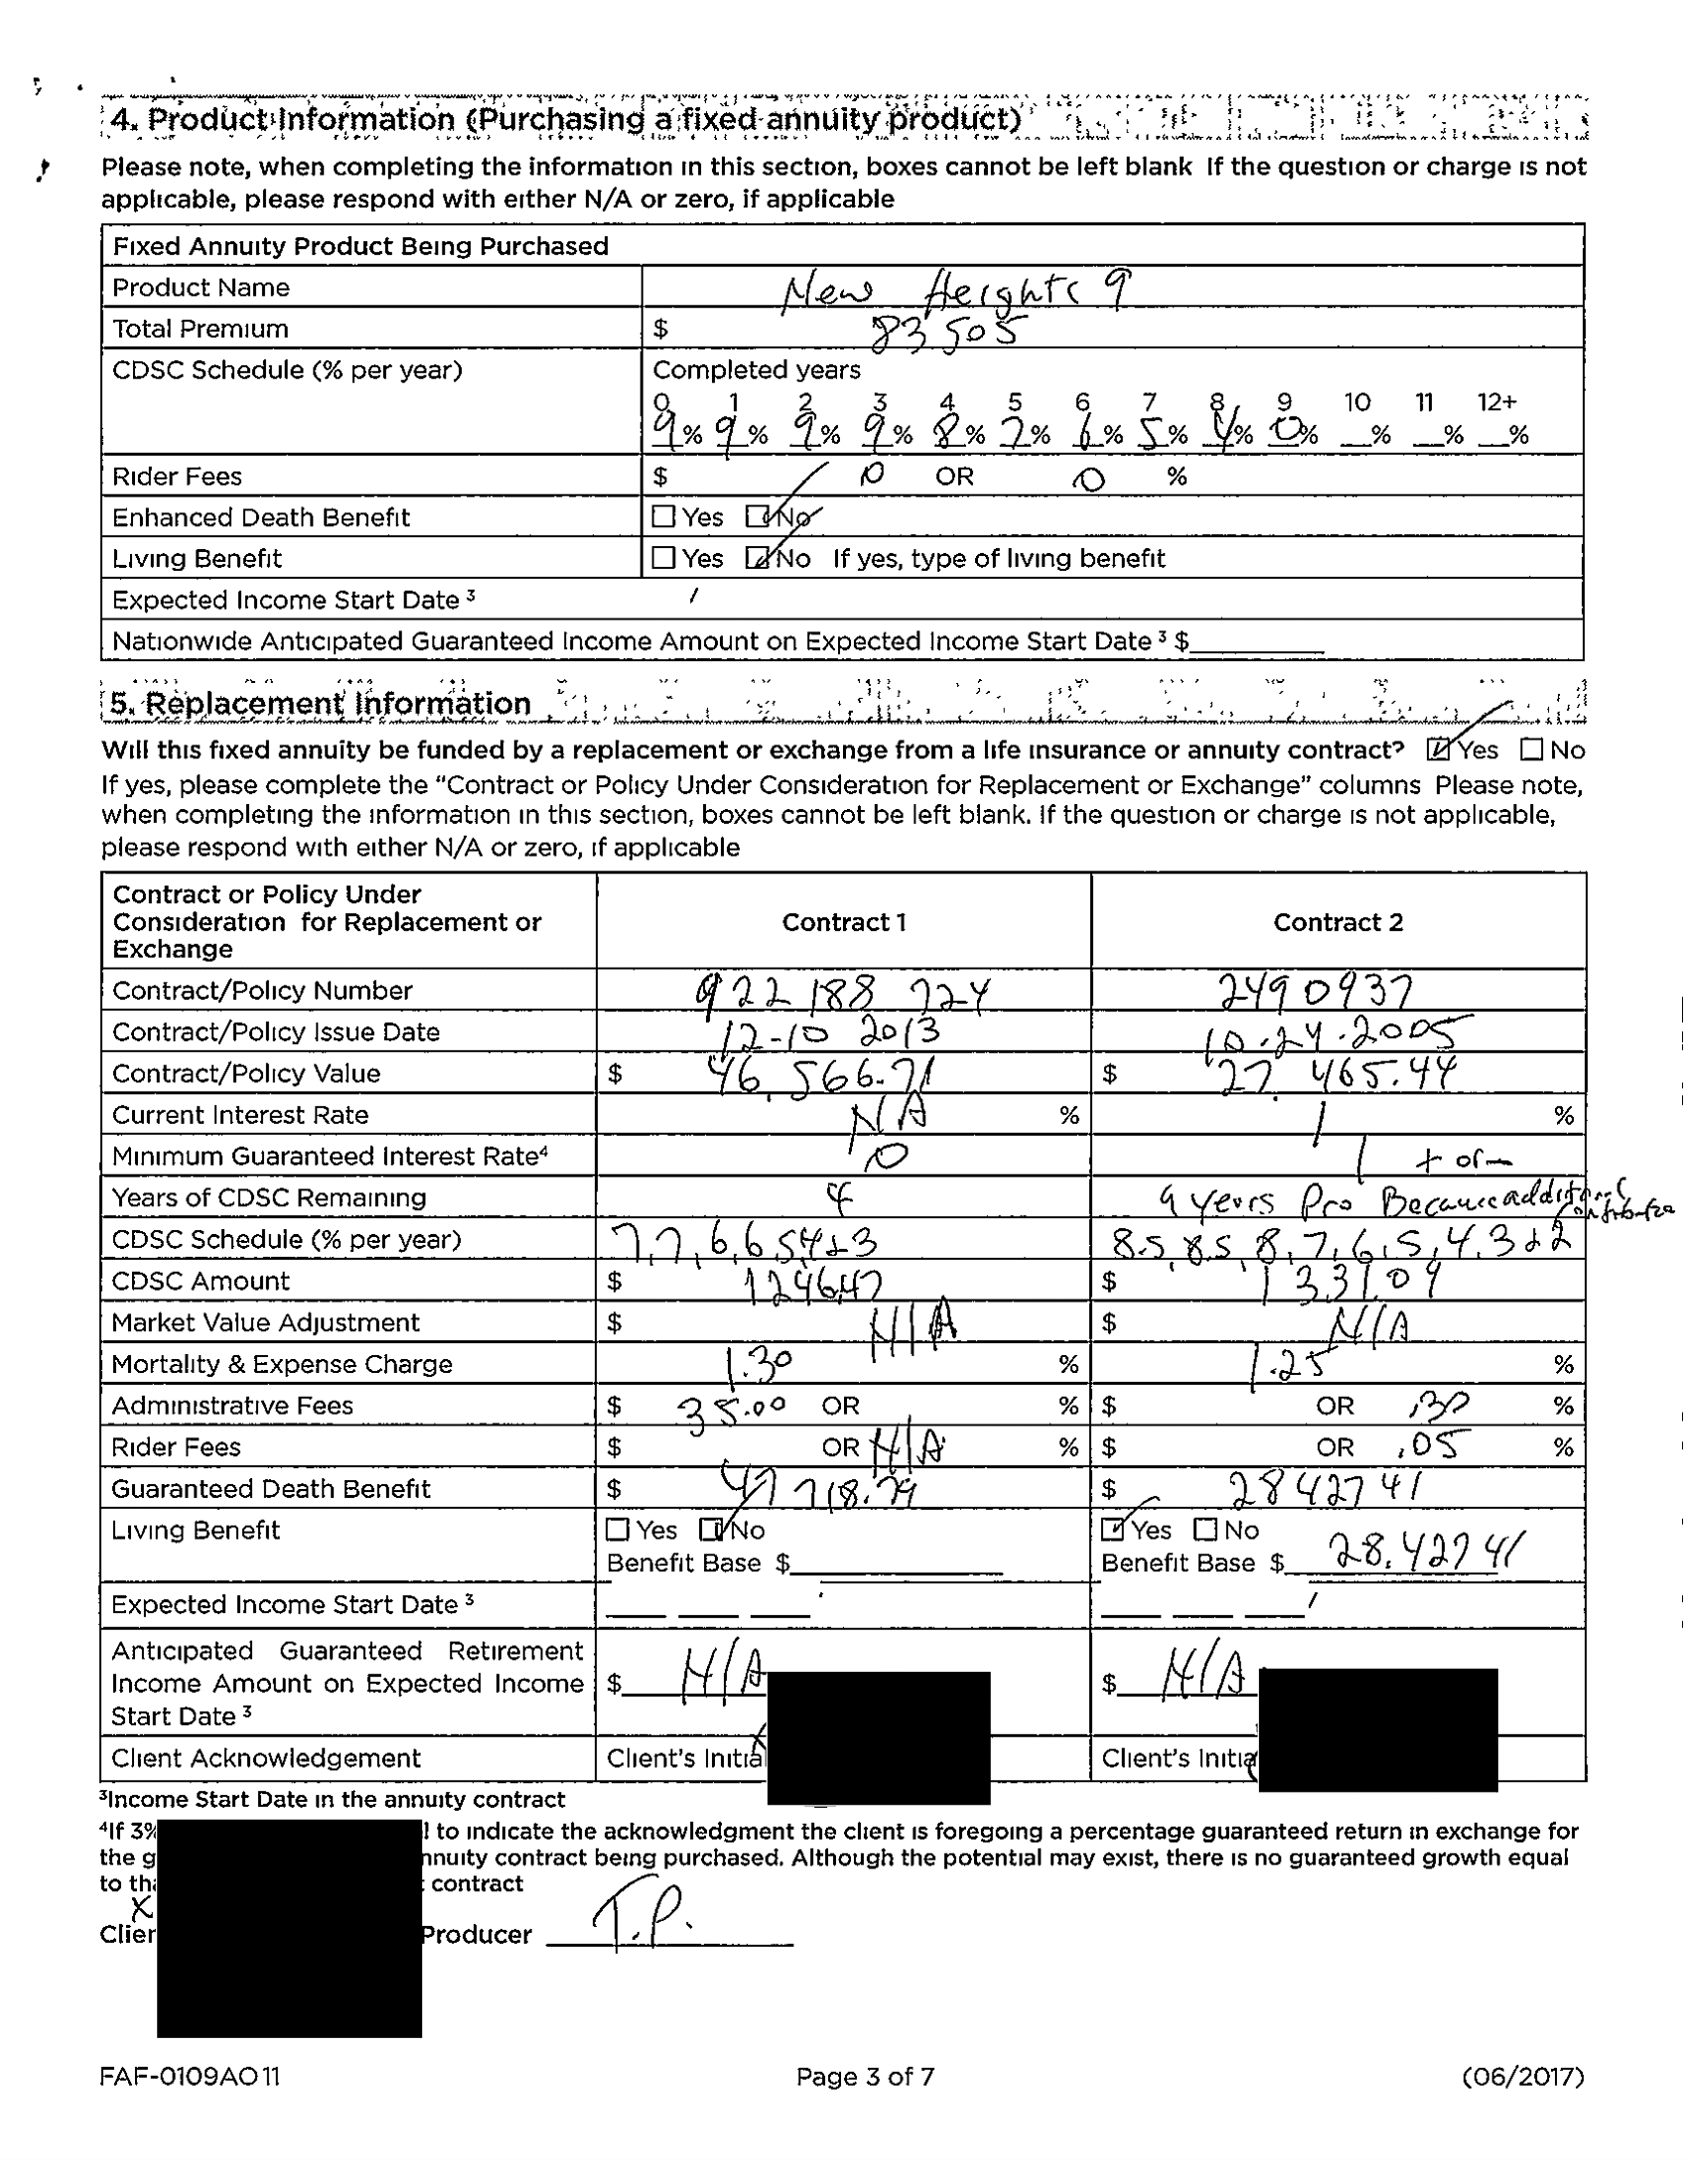 4. Product Information (Purchasing a fixed annuity product)
Please note, when completing the information in this section, boxes cannot be left blank If the question or charge is not
applicable, please respond with either N/A or zero, if applicable
Fixed Annuity Product Being Purchased
Product Name New Heights 9
Total Premium $ 83,505
CDSC Schedule (% per year) Completed years
0 1 2 3 4 5 6 7 8 9 10 11 12+
9% 9% 9% 9% 8% 7% 6% 5% 4% 0% __% __% __%
Rider Fees $ 0 OR 0 %
Enhanced Death Benefit ☐ Yes ☑ No
Living Benefit ☐ Yes ☑ No If yes, type of living benefit
Expected Income Start Date 3 /
Nationwide Anticipated Guaranteed Income Amount on Expected Income Start Date 3 $
5. Replacement Information
Will this fixed annuity be funded by a replacement or exchange from a life insurance or annuity contract? ☑ Yes ☐ No
If yes, please complete the “Contract or Policy Under Consideration for Replacement or Exchange” columns Please note,
when completing the information in this section, boxes cannot be left blank. If the question or charge is not applicable,
please respond with either N/A or zero, if applicable
Contract or Policy Under
Consideration for Replacement or
Exchange Contract 1 Contract 2
Contract/Policy Number 922 188 724 2490937
Contract/Policy Issue Date 12-10 2013 10.24.2005
Contract/Policy Value $ 46,566.71 $ 27,465.44
Current Interest Rate N/A % 1 %
Minimum Guaranteed Interest Rate4 0 1 + or -
Years of CDSC Remaining 4 9 years Pro Because additional
CDSC Schedule (% per year) 7,7,6,6,5,4 & 3 8.5, 8.5, 8, 7, 6, 5, 4, 3 & 2
CDSC Amount $ 1246.47 $ 1331.09
Market Value Adjustment $ N/A $ N/A
Mortality & Expense Charge 1.30 % 1.25 %
Administrative Fees $ 35.00 OR % $ OR .30 %
Rider Fees $ OR N/A % $ OR .05 %
Guaranteed Death Benefit $ 47 718.79 $ 28427 41
Living Benefit ☐ Yes ☑ No ☑ Yes ☐ No
Benefit Base $ Benefit Base $ 28,427 41
Expected Income Start Date 3
Anticipated Guaranteed Retirement
Income Amount on Expected Income $ N/A $ N/A
Start Date 3
Client Acknowledgement Client's Initia Client's Initia
3Income Start Date in the annuity contract
4If 3% to indicate the acknowledgment the client is foregoing a percentage guaranteed return in exchange for
the g nnuity contract being purchased. Although the potential may exist, there is no guaranteed growth equal
to tha contract
X
Clien Producer T.P.
FAF-0109AO 11 Page 3 of 7 (06/2017)